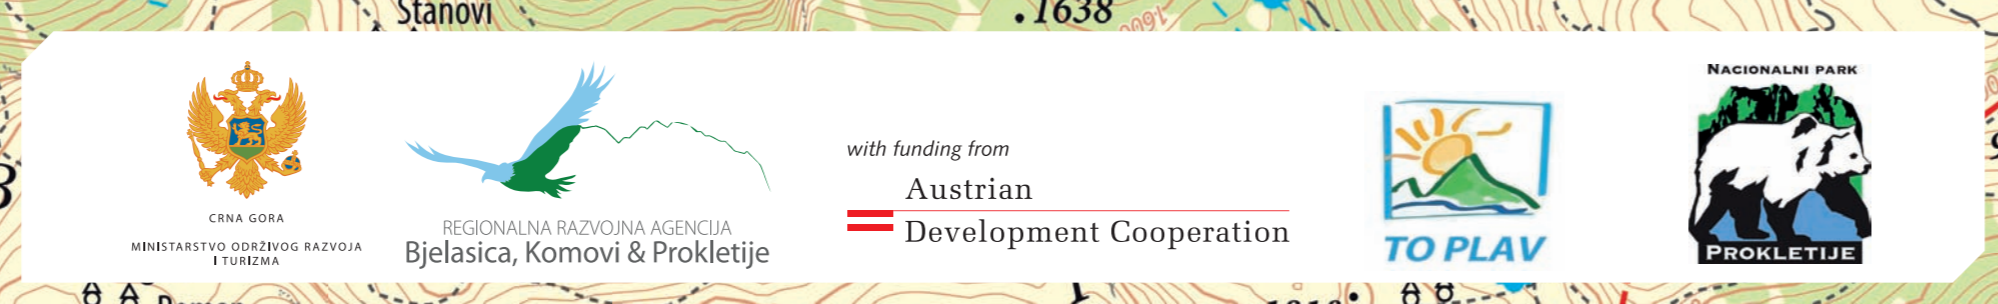 Stanovi
.1638
1600
CRNA GORA
MINISTARSTVO ODRŽIVOG RAZVOJA
I TURIZMA
REGIONALNA RAZVOJNA AGENCIJA
Bjelasica, Komovi & Prokletije
with funding from
Austrian
Development Cooperation
TO PLAV
NACIONALNI PARK
PROKLETIJE